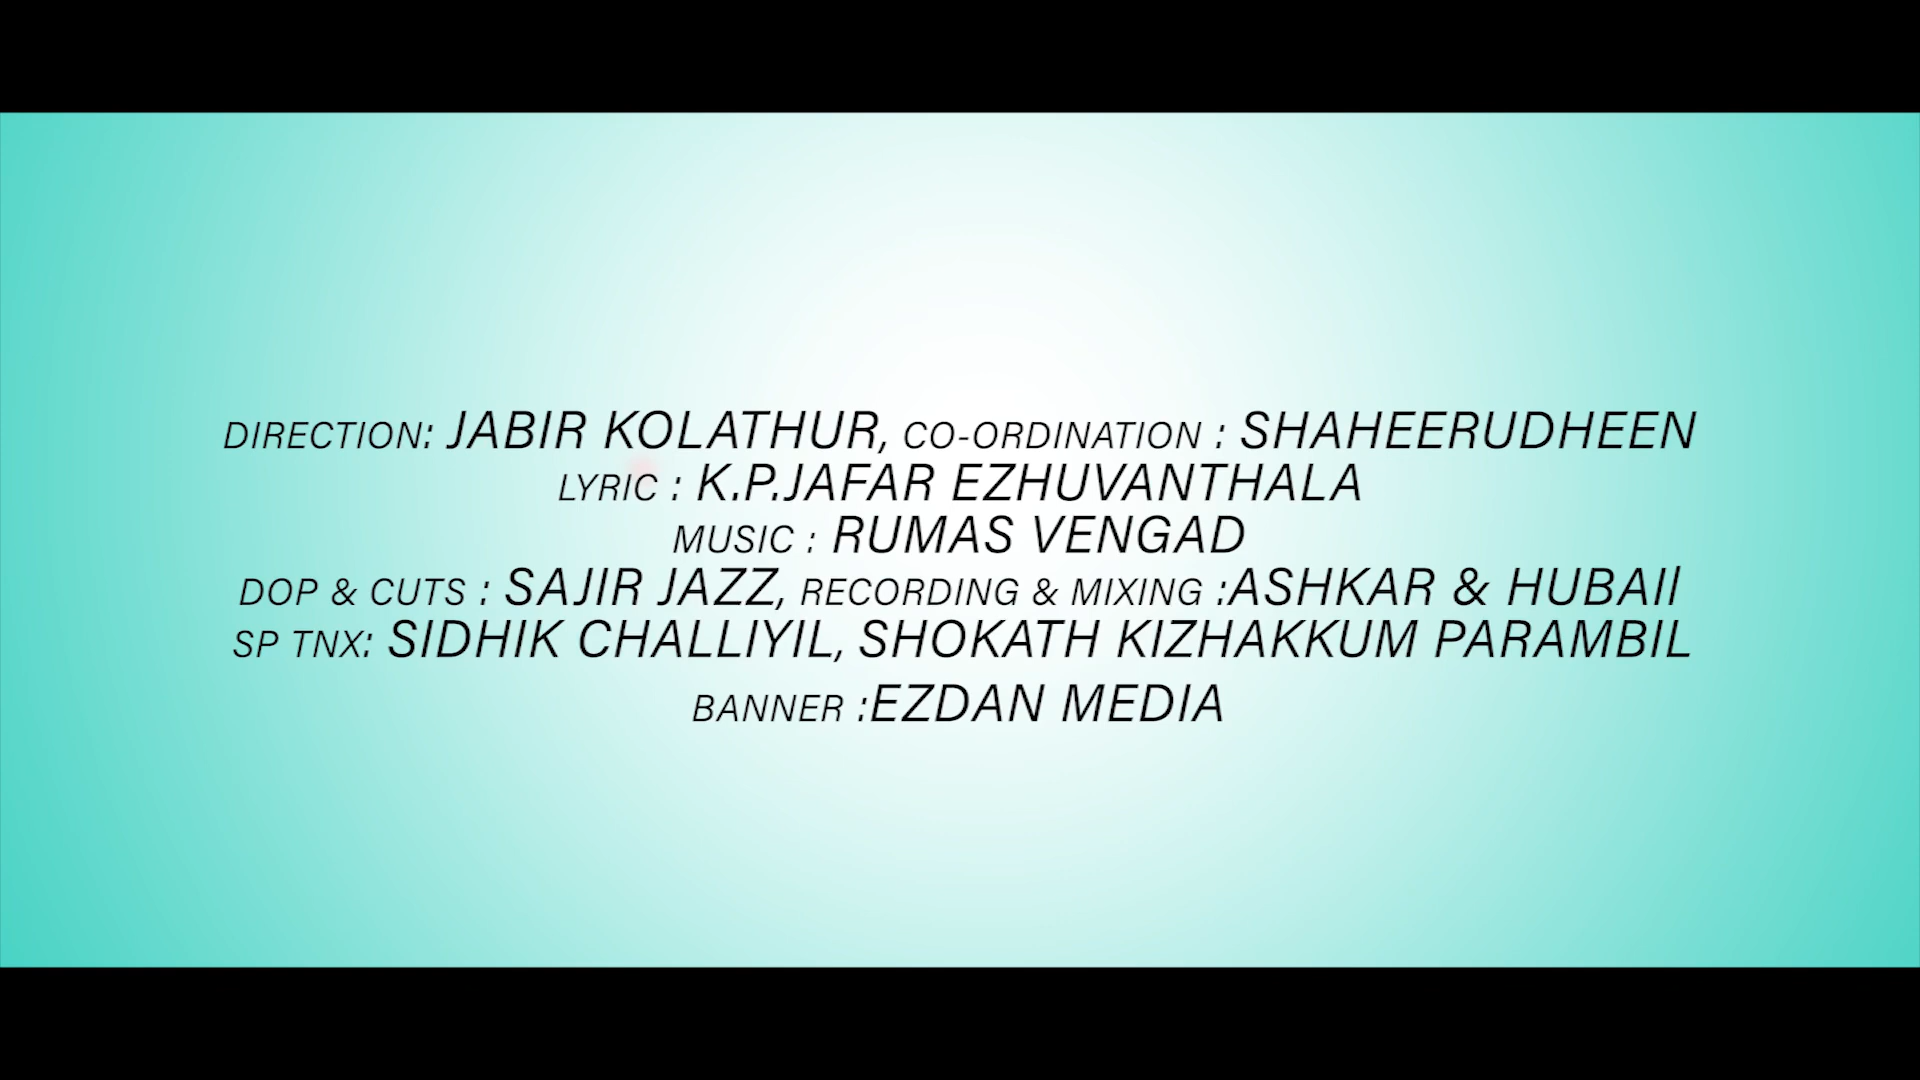 DIRECTION: JABIR KOLATHUR, CO-ORDINATION : SHAHEERUDHEEN
LYRIC : K.P.JAFAR EZHUVANTHALA
MUSIC : RUMAS VENGAD
DOP & CUTS : SAJIR JAZZ, RECORDING & MIXING :ASHKAR & HUBAIl
SP TNX: SIDHIK CHALLIYIL, SHOKATH KIZHAKKUM PARAMBIL
BANNER :EZDAN MEDIA